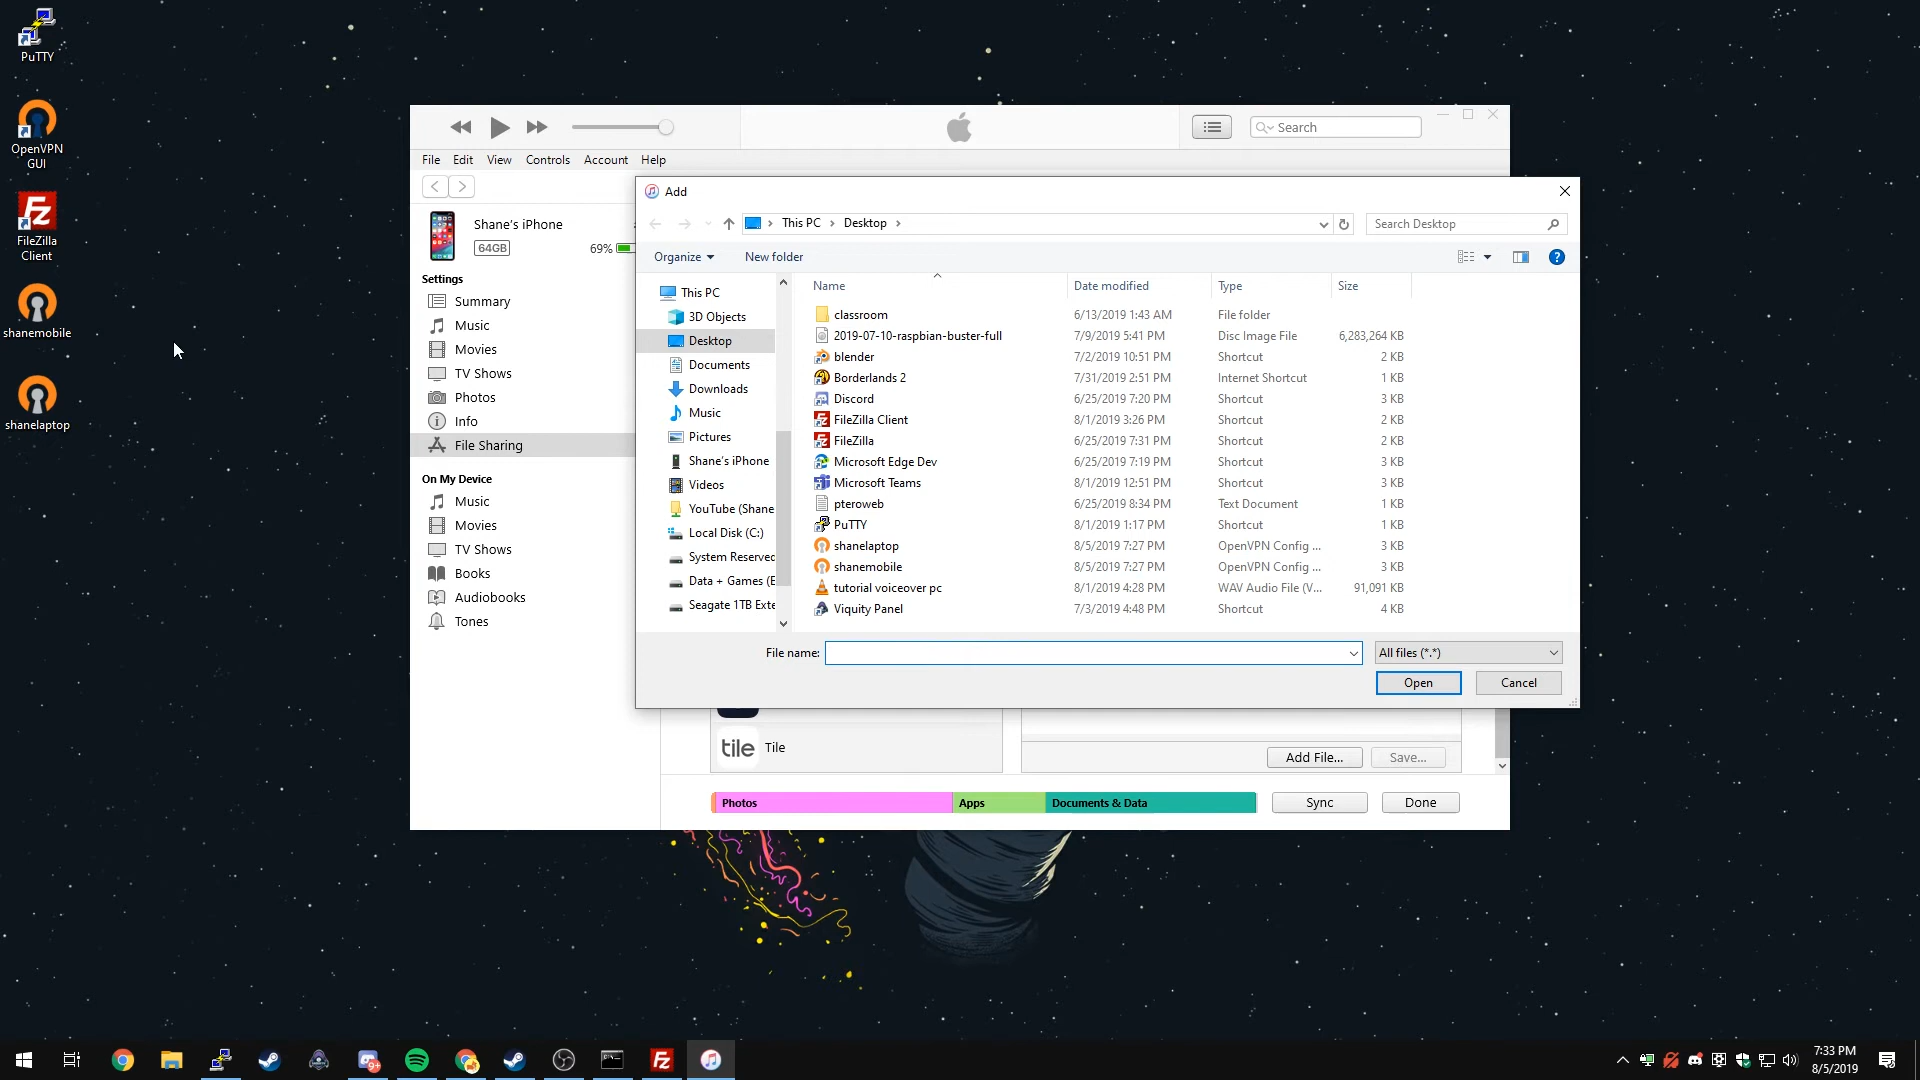 PuTTY
OpenVPN
GUI
FileZilla
Client
shanemobile
shanelaptop
Search
File Edit View Controls Account Help
Shane's iPhone
64GB
69%
Settings
Summary
Music
Movies
TV Shows
Photos
Info
File Sharing
On My Device
Music
Movies
TV Shows
Books
Audiobooks
Tones
Add
This PC > Desktop >
Search Desktop
Organize
New folder
This PC
3D Objects
Desktop
Documents
Downloads
Music
Pictures
Shane's iPhone
Videos
YouTube (Shane
Local Disk (C:)
System Reserved
Data + Games (E
Seagate 1TB Exte
Name Date modified Type Size
classroom 6/13/2019 1:43 AM File folder
2019-07-10-raspbian-buster-full 7/9/2019 5:41 PM Disc Image File 6,283,264 KB
blender 7/2/2019 10:51 PM Shortcut 2 KB
Borderlands 2 7/31/2019 2:51 PM Internet Shortcut 1 KB
Discord 6/25/2019 7:20 PM Shortcut 3 KB
FileZilla Client 8/1/2019 3:26 PM Shortcut 2 KB
FileZilla 6/25/2019 7:31 PM Shortcut 2 KB
Microsoft Edge Dev 6/25/2019 7:19 PM Shortcut 3 KB
Microsoft Teams 8/1/2019 12:51 PM Shortcut 3 KB
pteroweb 6/25/2019 8:34 PM Text Document 1 KB
PuTTY 8/1/2019 1:17 PM Shortcut 1 KB
shanelaptop 8/5/2019 7:27 PM OpenVPN Config ... 3 KB
shanemobile 8/5/2019 7:27 PM OpenVPN Config ... 3 KB
tutorial voiceover pc 8/1/2019 4:28 PM WAV Audio File (V... 91,091 KB
Viquity Panel 7/3/2019 4:48 PM Shortcut 4 KB
File name:
All files (*.*)
Open
Cancel
tile Tile
Add File...
Save...
Photos
Apps
Documents & Data
Sync
Done
9+
7:33 PM
8/5/2019